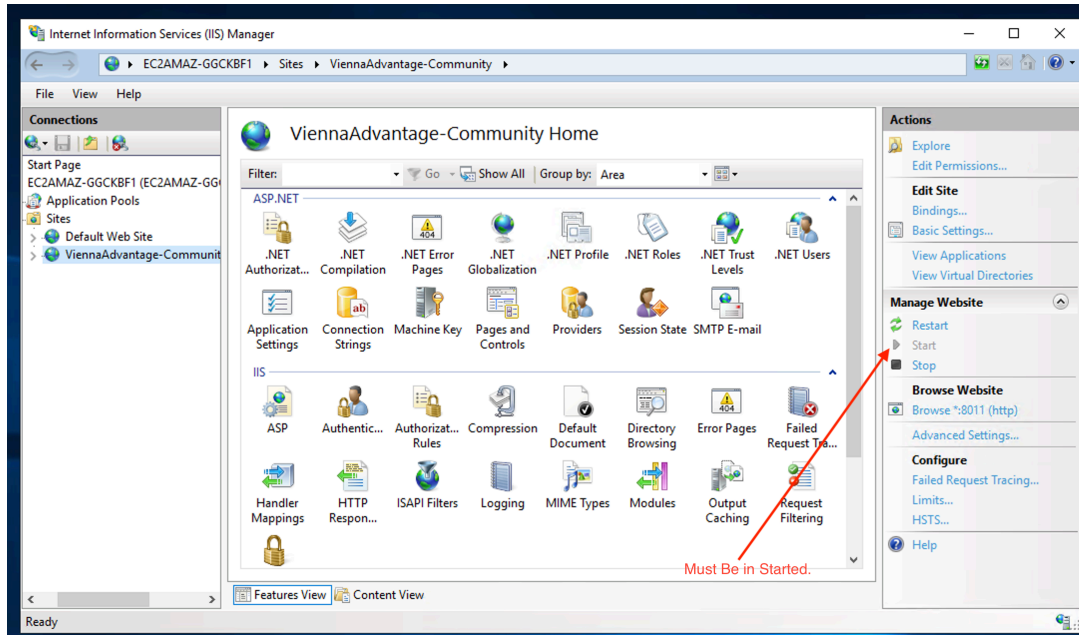 Internet Information Services (IIS) Manager
EC2AMAZ-GGCKBF1 Sites ViennaAdvantage-Community
File View Help
Connections
Start Page
EC2AMAZ-GGCKBF1 (EC2AMAZ-GG
Application Pools
Sites
Default Web Site
ViennaAdvantage-Communit
ViennaAdvantage-Community Home
Filter: Go Show All Group by: Area
ASP.NET
.NET Authorizat...
.NET Compilation
.NET Error Pages
.NET Globalization
.NET Profile
.NET Roles
.NET Trust Levels
.NET Users
Application Settings
Connection Strings
Machine Key
Pages and Controls
Providers
Session State
SMTP E-mail
IIS
ASP
Authentic...
Authorizat... Rules
Compression
Default Document
Directory Browsing
Error Pages
Failed Request Tra...
Handler Mappings
HTTP Respon...
ISAPI Filters
Logging
MIME Types
Modules
Output Caching
Request Filtering
Must Be in Started.
Features View Content View
Actions
Explore
Edit Permissions...
Edit Site
Bindings...
Basic Settings...
View Applications
View Virtual Directories
Manage Website
Restart
Start
Stop
Browse Website
Browse *:8011 (http)
Advanced Settings...
Configure
Failed Request Tracing...
Limits...
HSTS...
Help
Ready